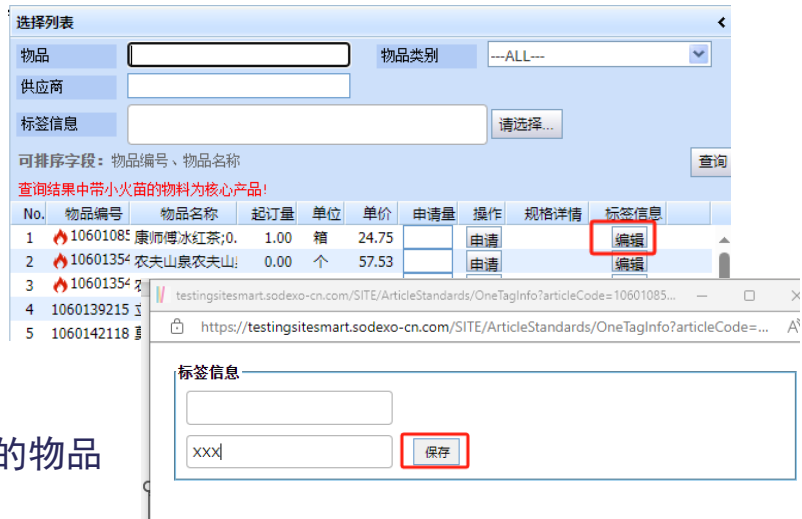 选择列表
物品 物品类别 ---ALL---
供应商
标签信息 请选择...
可排序字段：物品编号、物品名称 查询
查询结果中带小火苗的物料为核心产品!
No. 物品编号 物品名称 起订量 单位 单价 申请量 操作 规格详情 标签信息
1 1060108 康师傅冰红茶;0. 1.00 箱 24.75 申请 编辑
2 10601354 农夫山泉农夫山 0.00 个 57.53 申请 编辑
3 10601354
4 1060139215
5 1060142118
testingsitesmart.sodexo-cn.com/SITE/ArticleStandards/OneTagInfo?articleCode=10601085...
https://testingsitesmart.sodexo-cn.com/SITE/ArticleStandards/OneTagInfo?articleCode=...
标签信息
xxx 保存
的物品